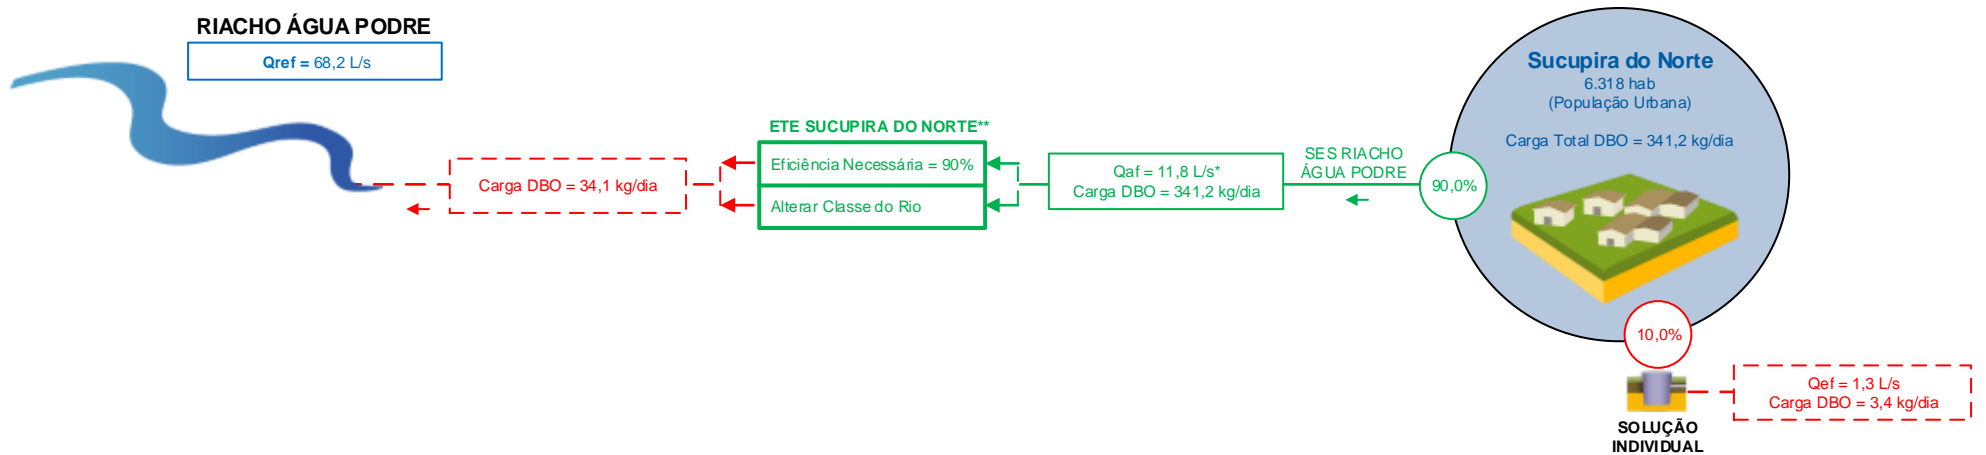 RIACHO ÁGUA PODRE
Qref = 68,2 L/s
Sucupira do Norte
6.318 hab
(População Urbana)
Carga Total DBO = 341,2 kg/dia
ETE SUCUPIRA DO NORTE**
Eficiência Necessária = 90%
Alterar Classe do Rio
Carga DBO = 34,1 kg/dia
Qaf = 11,8 L/s*
Carga DBO = 341,2 kg/dia
SES RIACHO
ÁGUA PODRE
90,0%
10,0%
Qef = 1,3 L/s
Carga DBO = 3,4 kg/dia
SOLUÇÃO
INDIVIDUAL